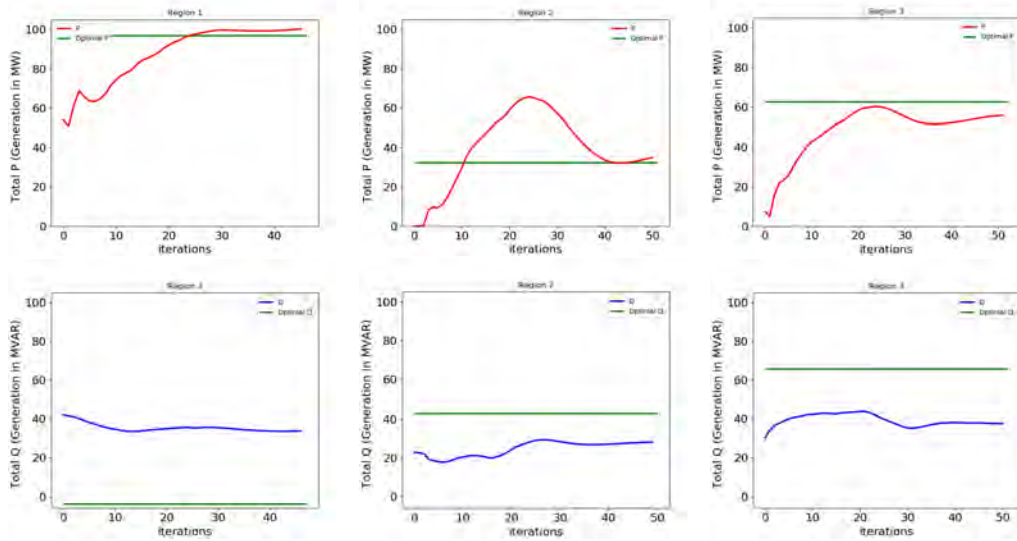 Region 1
P
Optimal P
Total P (Generation in MW)
100
80
60
40
20
0
0 10 20 30 40
iterations
Region 2
P
Optimal P
Total P (Generation in MW)
100
80
60
40
20
0
0 10 20 30 40 50
iterations
Region 3
P
Optimal P
Total P (Generation in MW)
100
80
60
40
20
0
0 10 20 30 40 50
iterations
Region
Q
Optimal Q
Total Q (Generation in MVAR)
100
80
60
40
20
0
0 10 20 30 40
iterations
Region 2
Q
Optimal Q
Total Q (Generation in MVAR)
100
80
60
40
20
0
0 10 20 30 40 50
iterations
Region 3
Q
Optimal Q
Total Q (Generation in MVAR)
100
80
60
40
20
0
0 10 20 30 40 50
iterations